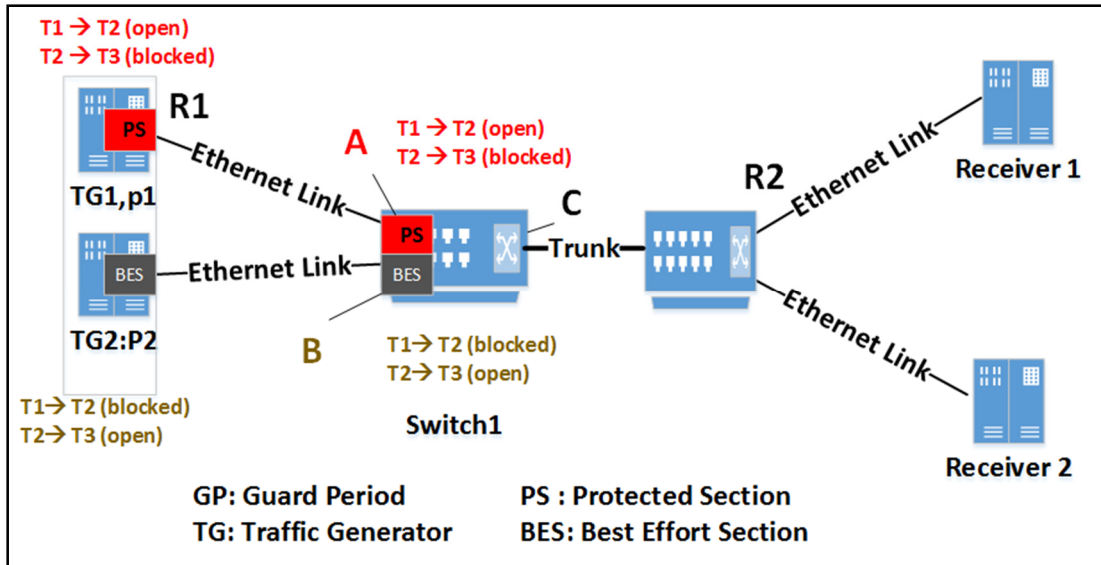 T1 → T2 (open)
T2 → T3 (blocked)
R1
PS
TG1,p1
Ethernet Link
A
T1 → T2 (open)
T2 → T3 (blocked)
PS
C
Trunk
R2
Ethernet Link
Receiver 1
BES
TG2:P2
Ethernet Link
BES
B
T1→ T2 (blocked)
T2→ T3 (open)
Switch1
Ethernet Link
Receiver 2
T1→ T2 (blocked)
T2→ T3 (open)
GP: Guard Period
PS : Protected Section
TG: Traffic Generator
BES: Best Effort Section